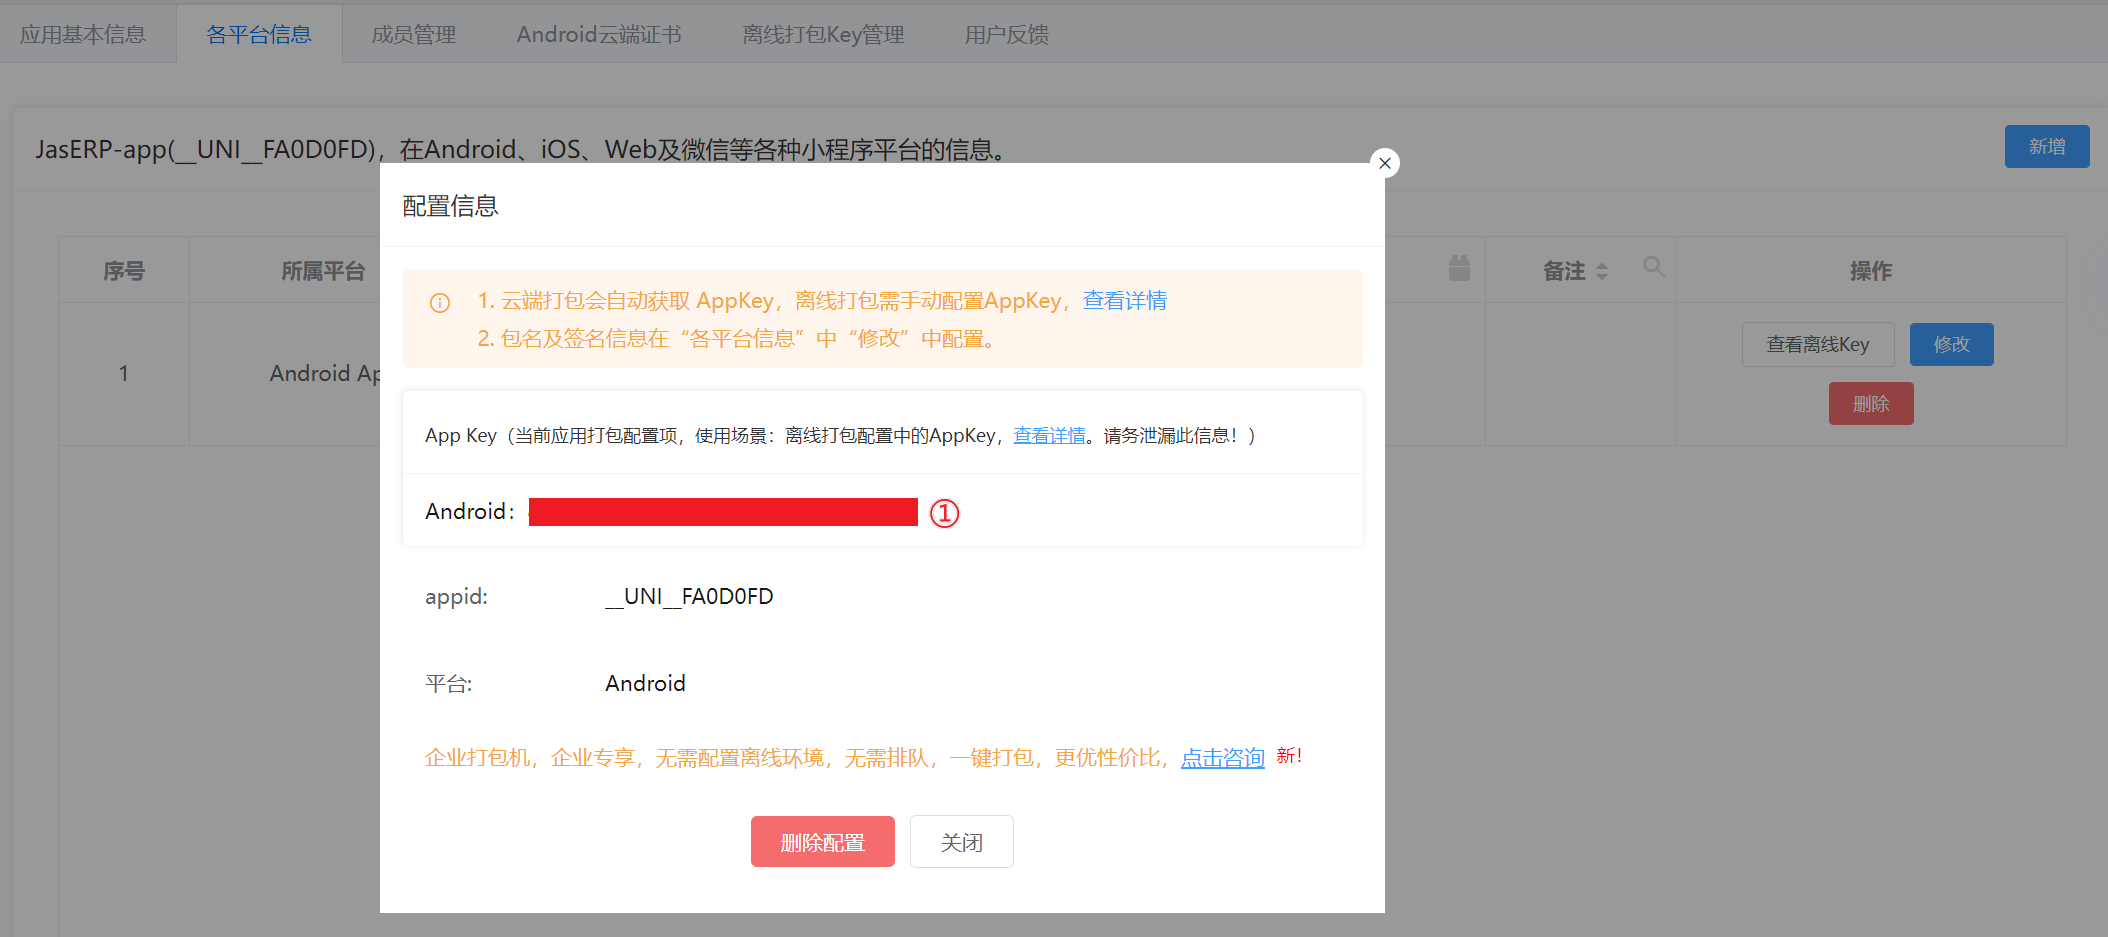 应用基本信息 各平台信息 成员管理 Android云端证书 离线打包Key管理 用户反馈
JasERP-app(__UNI__FA0D0FD)，在Android、iOS、Web及微信等各种小程序平台的信息。 新增
配置信息
序号 所属平台 备注 操作
1. 云端打包会自动获取 AppKey，离线打包需手动配置AppKey，查看详情
2. 包名及签名信息在“各平台信息”中“修改”中配置。
查看离线Key 修改
1 Android Ap
删除
App Key（当前应用打包配置项，使用场景：离线打包配置中的AppKey，查看详情。请务泄漏此信息！）
Android： ①
appid: __UNI__FA0D0FD
平台: Android
企业打包机，企业专享，无需配置离线环境，无需排队，一键打包，更优性价比，点击咨询 新!
删除配置 关闭